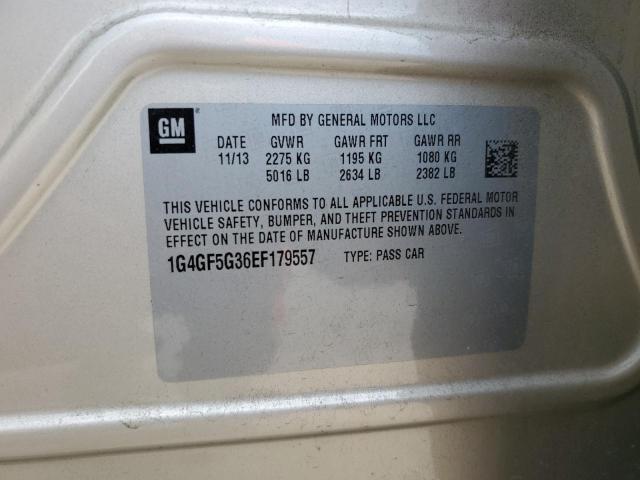 GM
MFD BY GENERAL MOTORS LLC
DATE GVWR GAWR FRT GAWR RR
11/13 2275 KG 1195 KG 1080 KG
5016 LB 2634 LB 2382 LB
THIS VEHICLE CONFORMS TO ALL APPLICABLE U.S. FEDERAL MOTOR
VEHICLE SAFETY, BUMPER, AND THEFT PREVENTION STANDARDS IN
EFFECT ON THE DATE OF MANUFACTURE SHOWN ABOVE.
1G4GF5G36EF179557 TYPE: PASS CAR